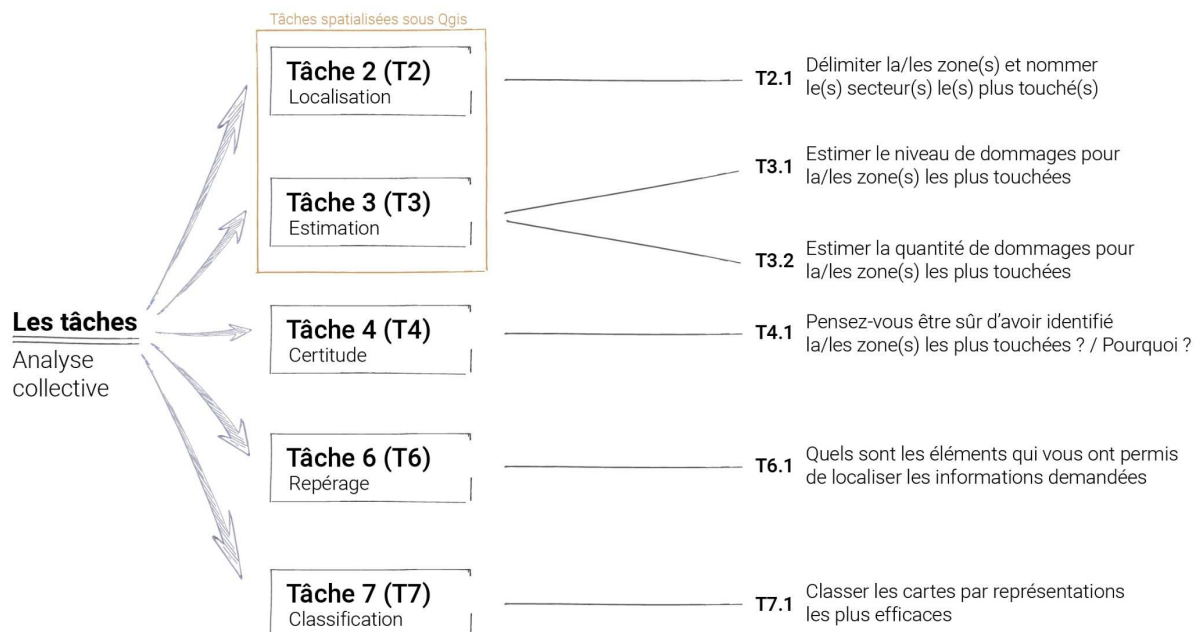 Tâches spatialisées sous Qgis
Tâche 2 (T2)
Localisation
T2.1 Délimiter la/les zone(s) et nommer
le(s) secteur(s) le(s) plus touché(s)
Tâche 3 (T3)
Estimation
T3.1 Estimer le niveau de dommages pour
la/les zone(s) les plus touchées
T3.2 Estimer la quantité de dommages pour
la/les zone(s) les plus touchées
Les tâches
Analyse
collective
Tâche 4 (T4)
Certitude
T4.1 Pensez-vous être sûr d'avoir identifié
la/les zone(s) les plus touchées ? / Pourquoi ?
Tâche 6 (T6)
Repérage
T6.1 Quels sont les éléments qui vous ont permis
de localiser les informations demandées
Tâche 7 (T7)
Classification
T7.1 Classer les cartes par représentations
les plus efficaces